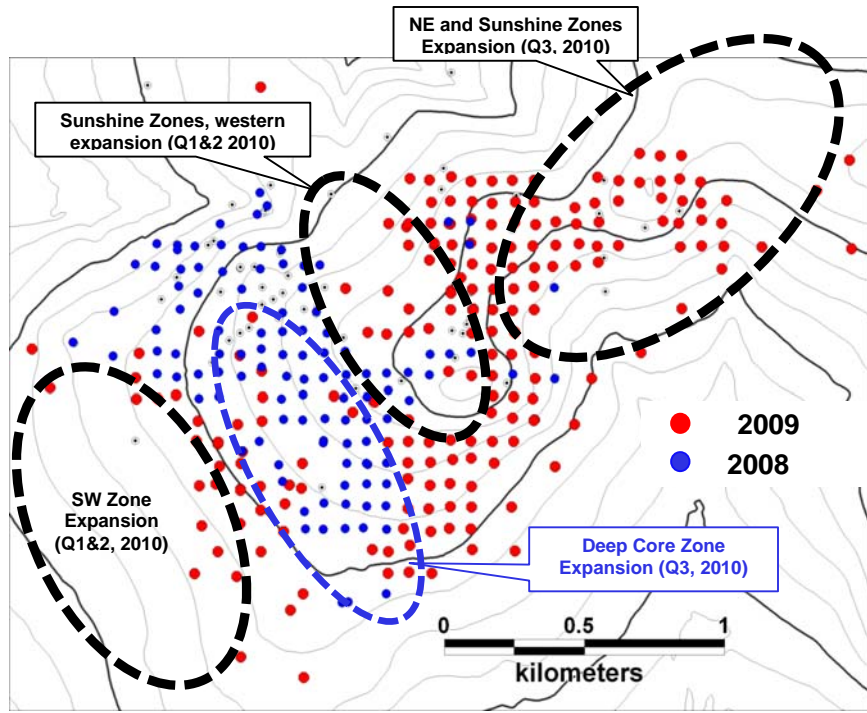 NE and Sunshine Zones
Expansion (Q3, 2010)
Sunshine Zones, western
expansion (Q1&2 2010)
2009
2008
SW Zone
Expansion
(Q1&2, 2010)
Deep Core Zone
Expansion (Q3, 2010)
0 0.5 1
kilometers